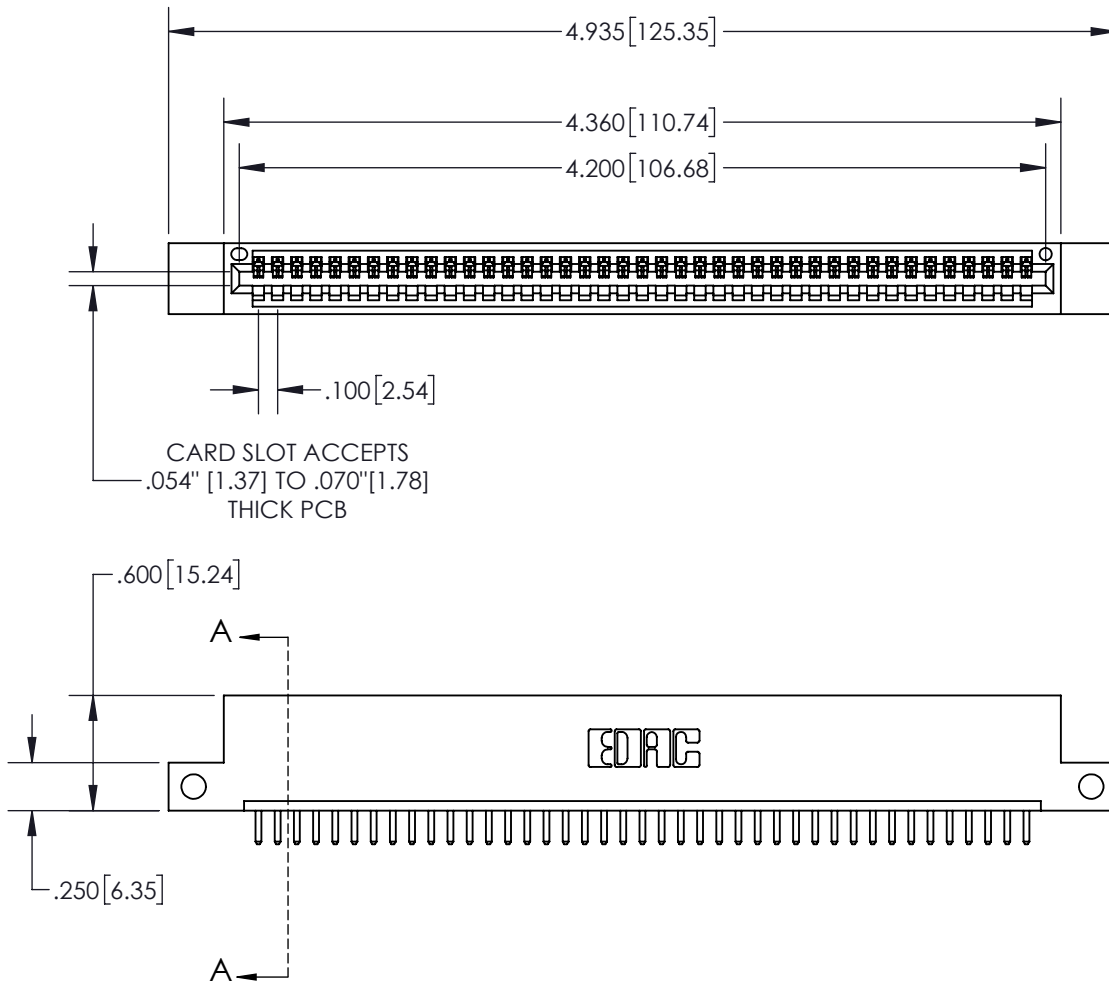 4.935[125.35]
4.360[110.74]
4.200[106.68]
.100[2.54]
CARD SLOT ACCEPTS
.054" [1.37] TO .070"[1.78]
THICK PCB
.600[15.24]
A
EDAC
.250[6.35]
A